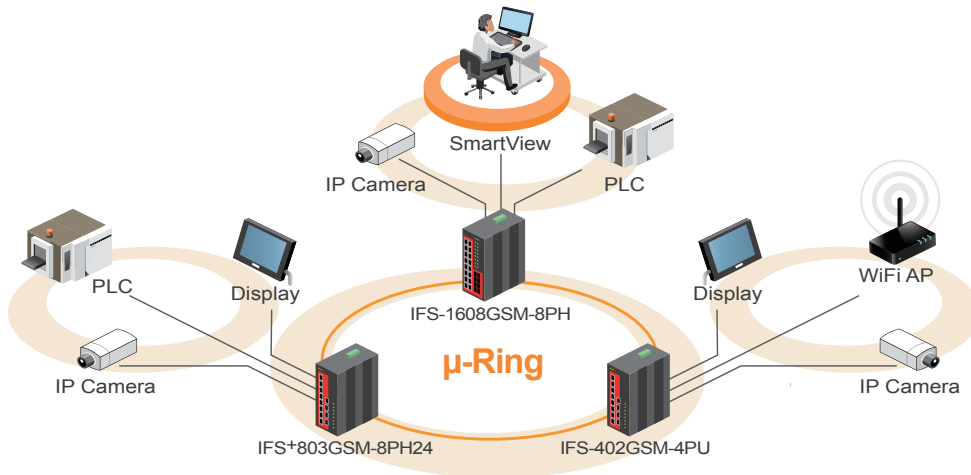 SmartView
IP Camera
PLC
PLC
Display
Display
WiFi AP
IFS-1608GSM-8PH
µ-Ring
IP Camera
IP Camera
IFS+803GSM-8PH24
IFS-402GSM-4PU